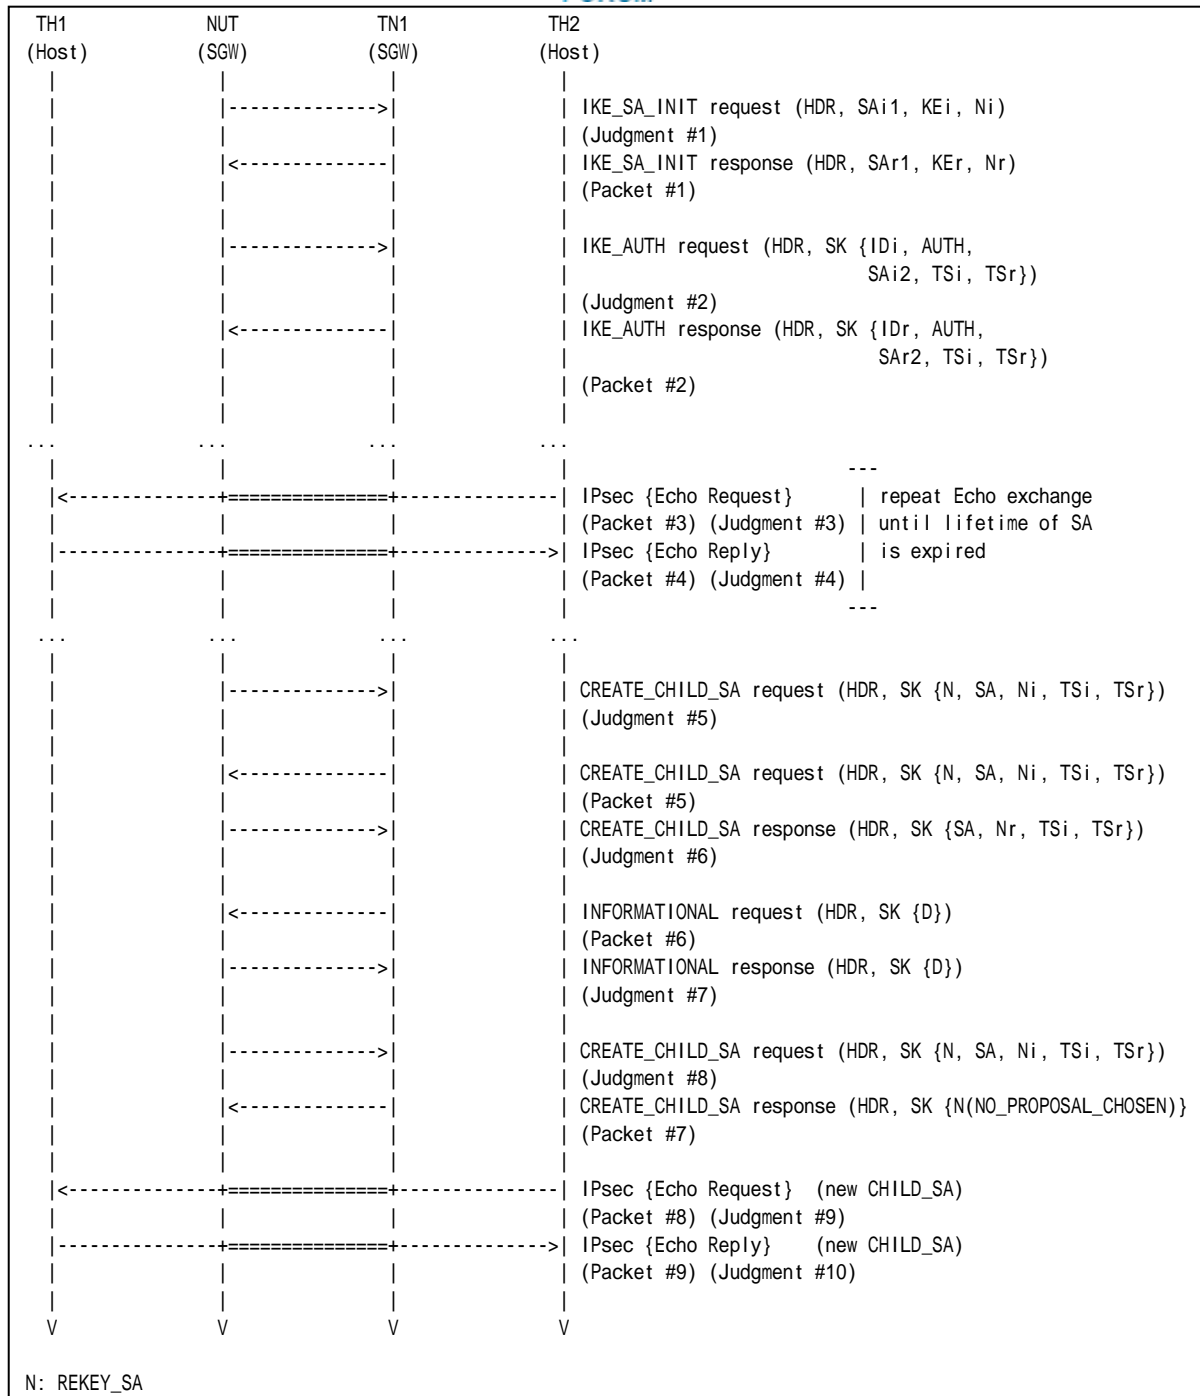 TH1 NUT TN1 TH2
(Host) (SGW) (SGW) (Host)
| | | |
| |-------------->| | IKE_SA_INIT request (HDR, SAi1, KEi, Ni)
| | | | (Judgment #1)
| |<--------------| | IKE_SA_INIT response (HDR, SAr1, KEr, Nr)
| | | | (Packet #1)
| | | |
| |-------------->| | IKE_AUTH request (HDR, SK {IDi, AUTH,
| | | | SAi2, TSi, TSr})
| | | | (Judgment #2)
| |<--------------| | IKE_AUTH response (HDR, SK {IDr, AUTH,
| | | | SAr2, TSi, TSr})
| | | | (Packet #2)
| | | |
... ... ... ...
| | | | ---
|<--------------+===============+--------------| IPsec {Echo Request} | repeat Echo exchange
| | | | (Packet #3) (Judgment #3) | until lifetime of SA
|---------------+===============+------------->| IPsec {Echo Reply} | is expired
| | | | (Packet #4) (Judgment #4) |
| | | | ---
... ... ... ...
| | | |
| |-------------->| | CREATE_CHILD_SA request (HDR, SK {N, SA, Ni, TSi, TSr})
| | | | (Judgment #5)
| | | |
| |<--------------| | CREATE_CHILD_SA request (HDR, SK {N, SA, Ni, TSi, TSr})
| | | | (Packet #5)
| |-------------->| | CREATE_CHILD_SA response (HDR, SK {SA, Nr, TSi, TSr})
| | | | (Judgment #6)
| | | |
| |<--------------| | INFORMATIONAL request (HDR, SK {D})
| | | | (Packet #6)
| |-------------->| | INFORMATIONAL response (HDR, SK {D})
| | | | (Judgment #7)
| | | |
| |-------------->| | CREATE_CHILD_SA request (HDR, SK {N, SA, Ni, TSi, TSr})
| | | | (Judgment #8)
| |<--------------| | CREATE_CHILD_SA response (HDR, SK {N(NO_PROPOSAL_CHOSEN)}
| | | | (Packet #7)
| | | |
|<--------------+===============+---------------| IPsec {Echo Request} (new CHILD_SA)
| | | | (Packet #8) (Judgment #9)
|---------------+===============+-------------->| IPsec {Echo Reply} (new CHILD_SA)
| | | | (Packet #9) (Judgment #10)
| | | |
V V V V
N: REKEY_SA